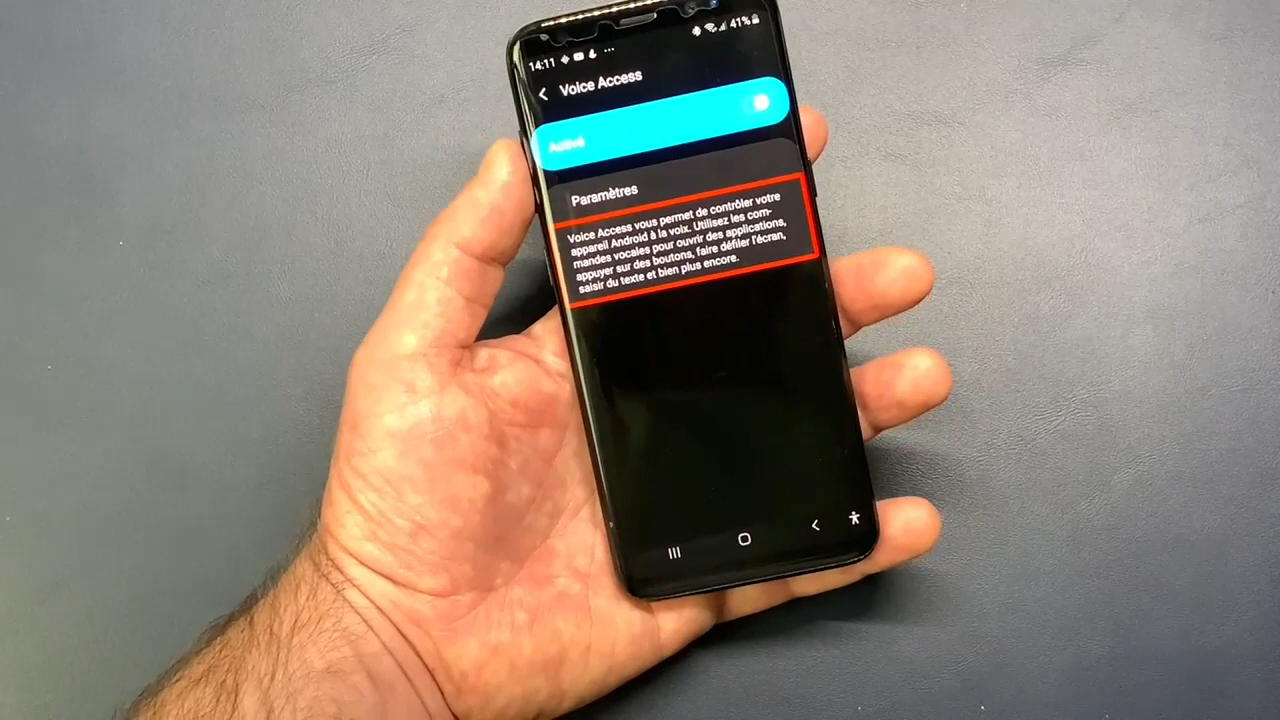 14:11
41%
Voice Access
Activé
Paramètres
Voice Access vous permet de contrôler votre
appareil Android à la voix. Utilisez les com-
mandes vocales pour ouvrir des applications,
appuyer sur des boutons, faire défiler l'écran,
saisir du texte et bien plus encore.